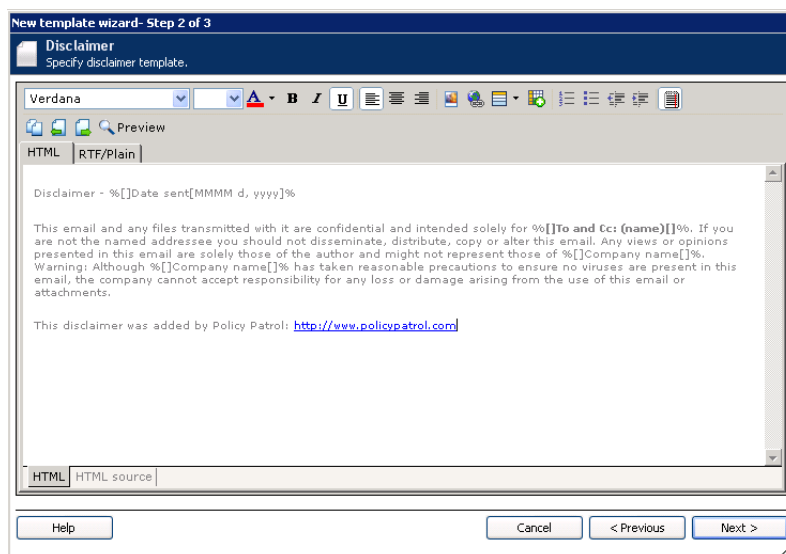 New template wizard- Step 2 of 3
Disclaimer
Specify disclaimer template.
Verdana
A B I U
Preview
HTML RTF/Plain
Disclaimer - %[]Date sent[MMMM d, yyyy]%
This email and any files transmitted with it are confidential and intended solely for %[]To and Cc: (name)[]%. If you
are not the named addressee you should not disseminate, distribute, copy or alter this email. Any views or opinions
presented in this email are solely those of the author and might not represent those of %[]Company name[]%.
Warning: Although %[]Company name[]% has taken reasonable precautions to ensure no viruses are present in this
email, the company cannot accept responsibility for any loss or damage arising from the use of this email or
attachments.
This disclaimer was added by Policy Patrol: http://www.policypatrol.com
HTML HTML source
Help Cancel < Previous Next >